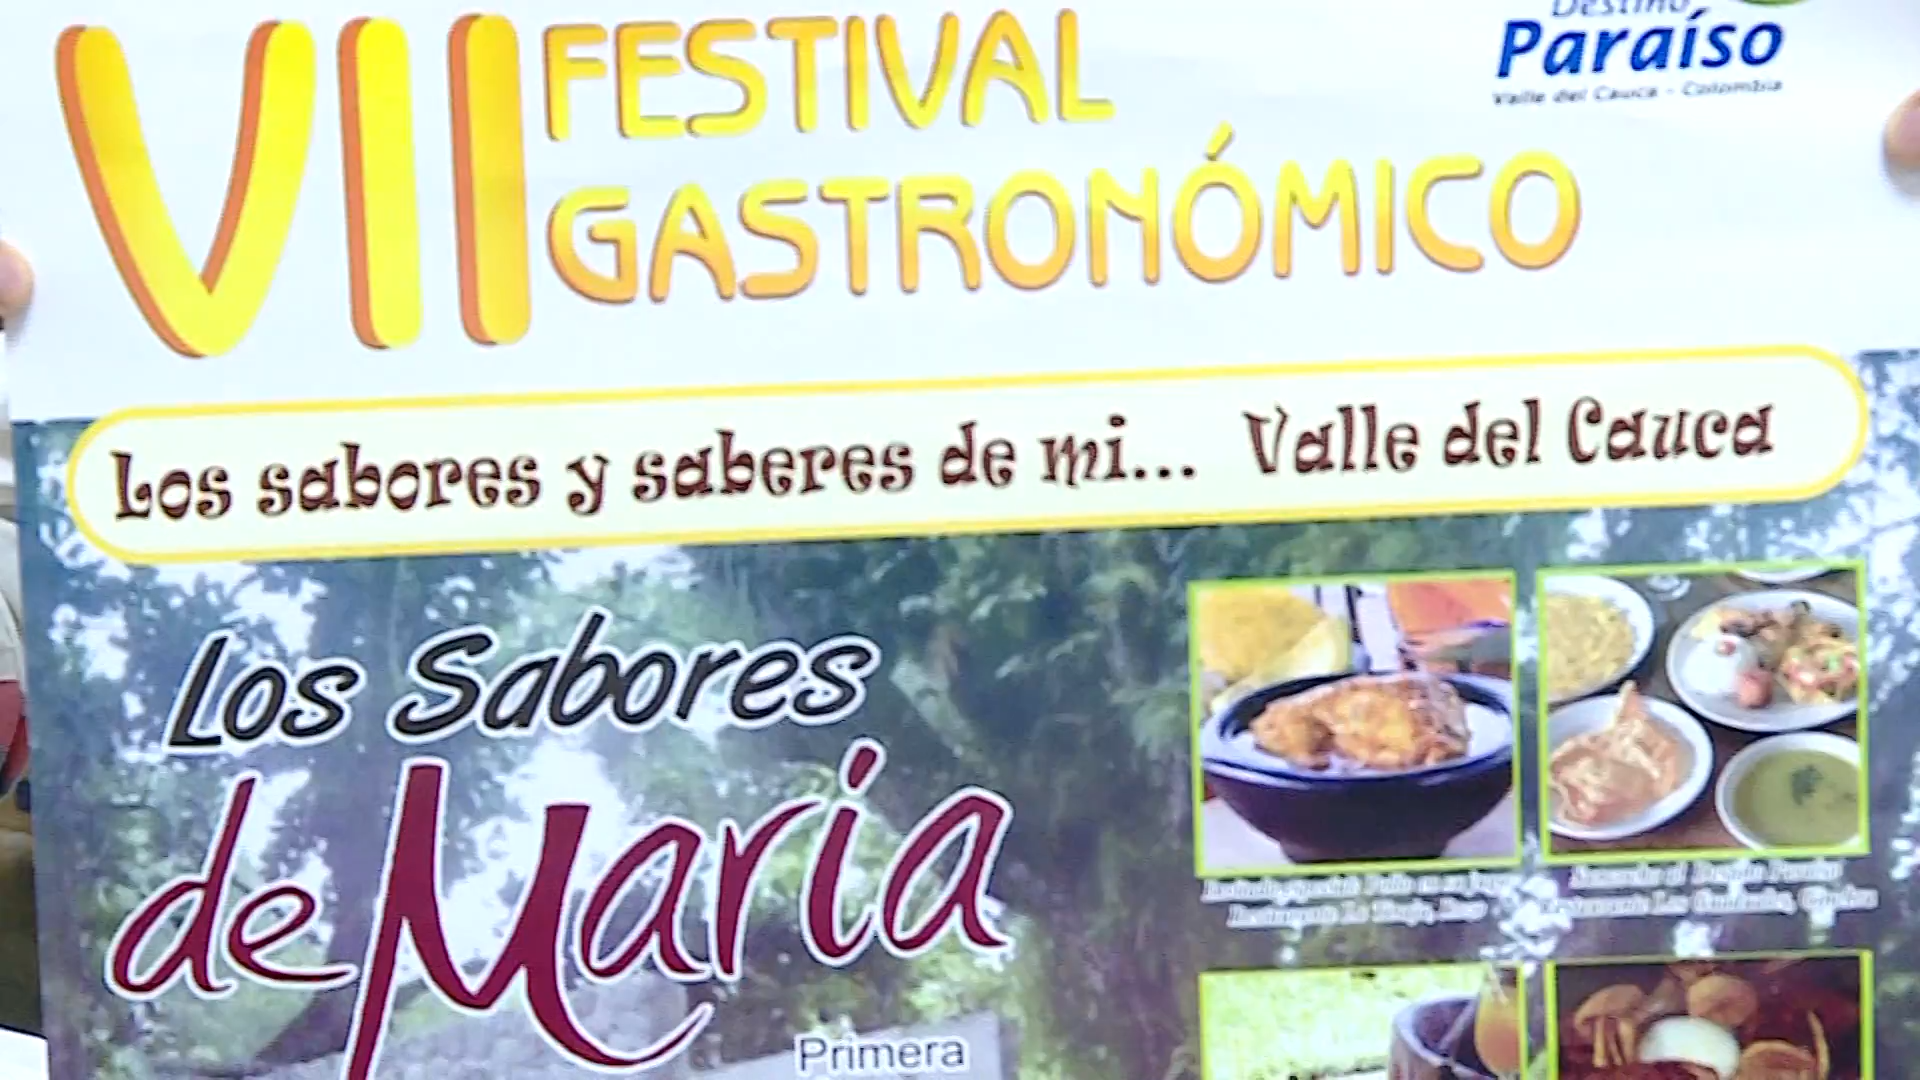 Destino
Paraíso
Valle del Cauca - Colombia
VII FESTIVAL
GASTRONÓMICO
Los sabores y saberes de mi... Valle del Cauca
Los Sabores
de María
Primera